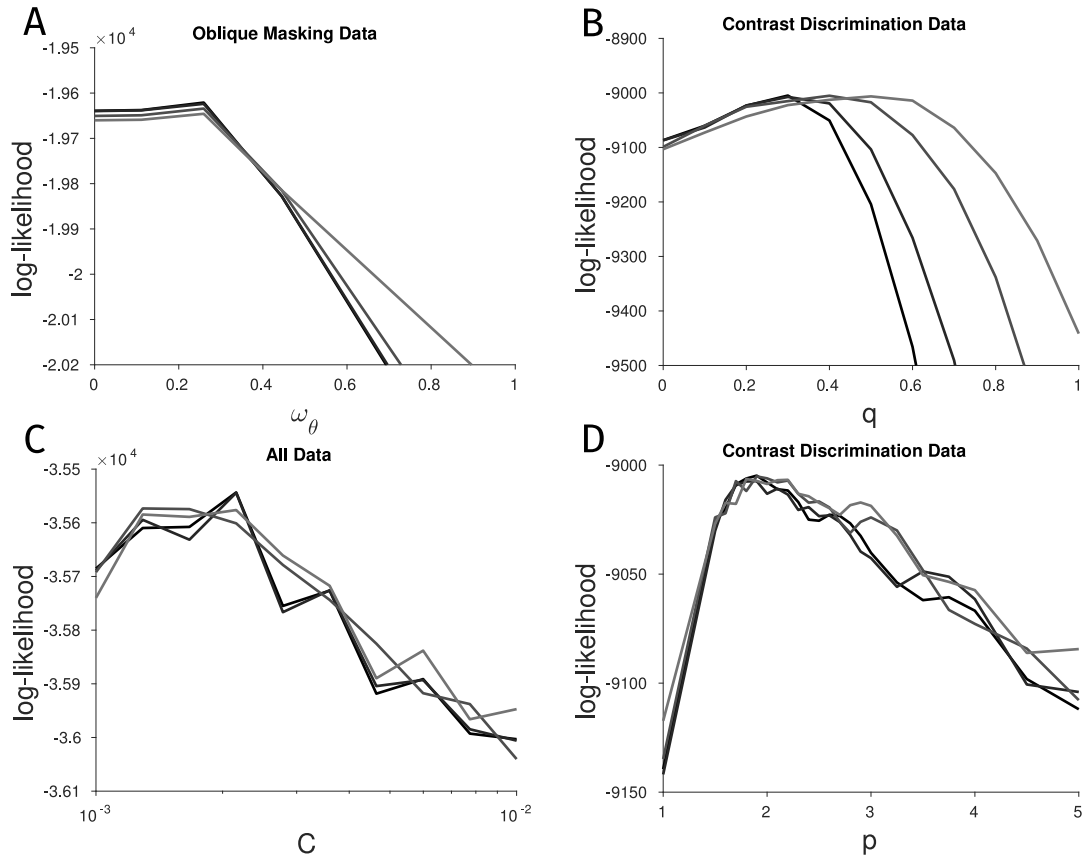 A
×10⁴
Oblique Masking Data
-1.95
-1.96
-1.97
-1.98
-1.99
-2
-2.01
-2.02
0
0.2
0.4
0.6
0.8
1
log-likelihood
ω_θ
B
Contrast Discrimination Data
-8900
-9000
-9100
-9200
-9300
-9400
-9500
0
0.2
0.4
0.6
0.8
1
log-likelihood
q
C
×10⁴
All Data
-3.55
-3.56
-3.57
-3.58
-3.59
-3.6
-3.61
10⁻³
10⁻²
log-likelihood
C
D
Contrast Discrimination Data
-9000
-9050
-9100
-9150
1
2
3
4
5
log-likelihood
p